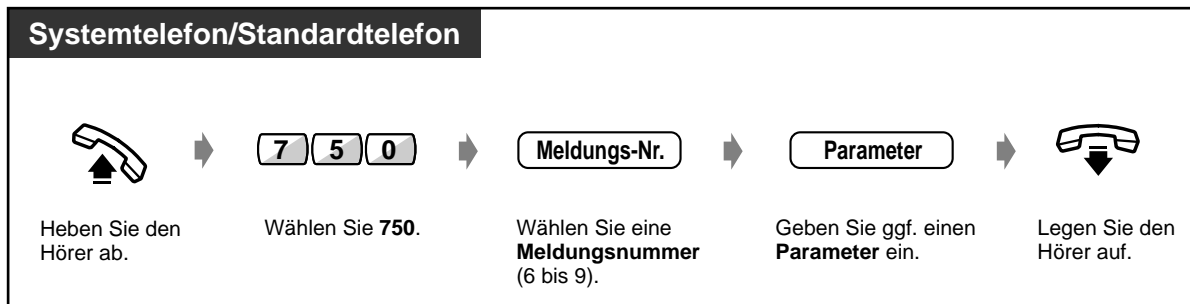 Systemtelefon/Standardtelefon
7 5 0
Meldungs-Nr.
Parameter
Heben Sie den
Hörer ab.
Wählen Sie 750.
Wählen Sie eine
Meldungsnummer
(6 bis 9).
Geben Sie ggf. einen
Parameter ein.
Legen Sie den
Hörer auf.